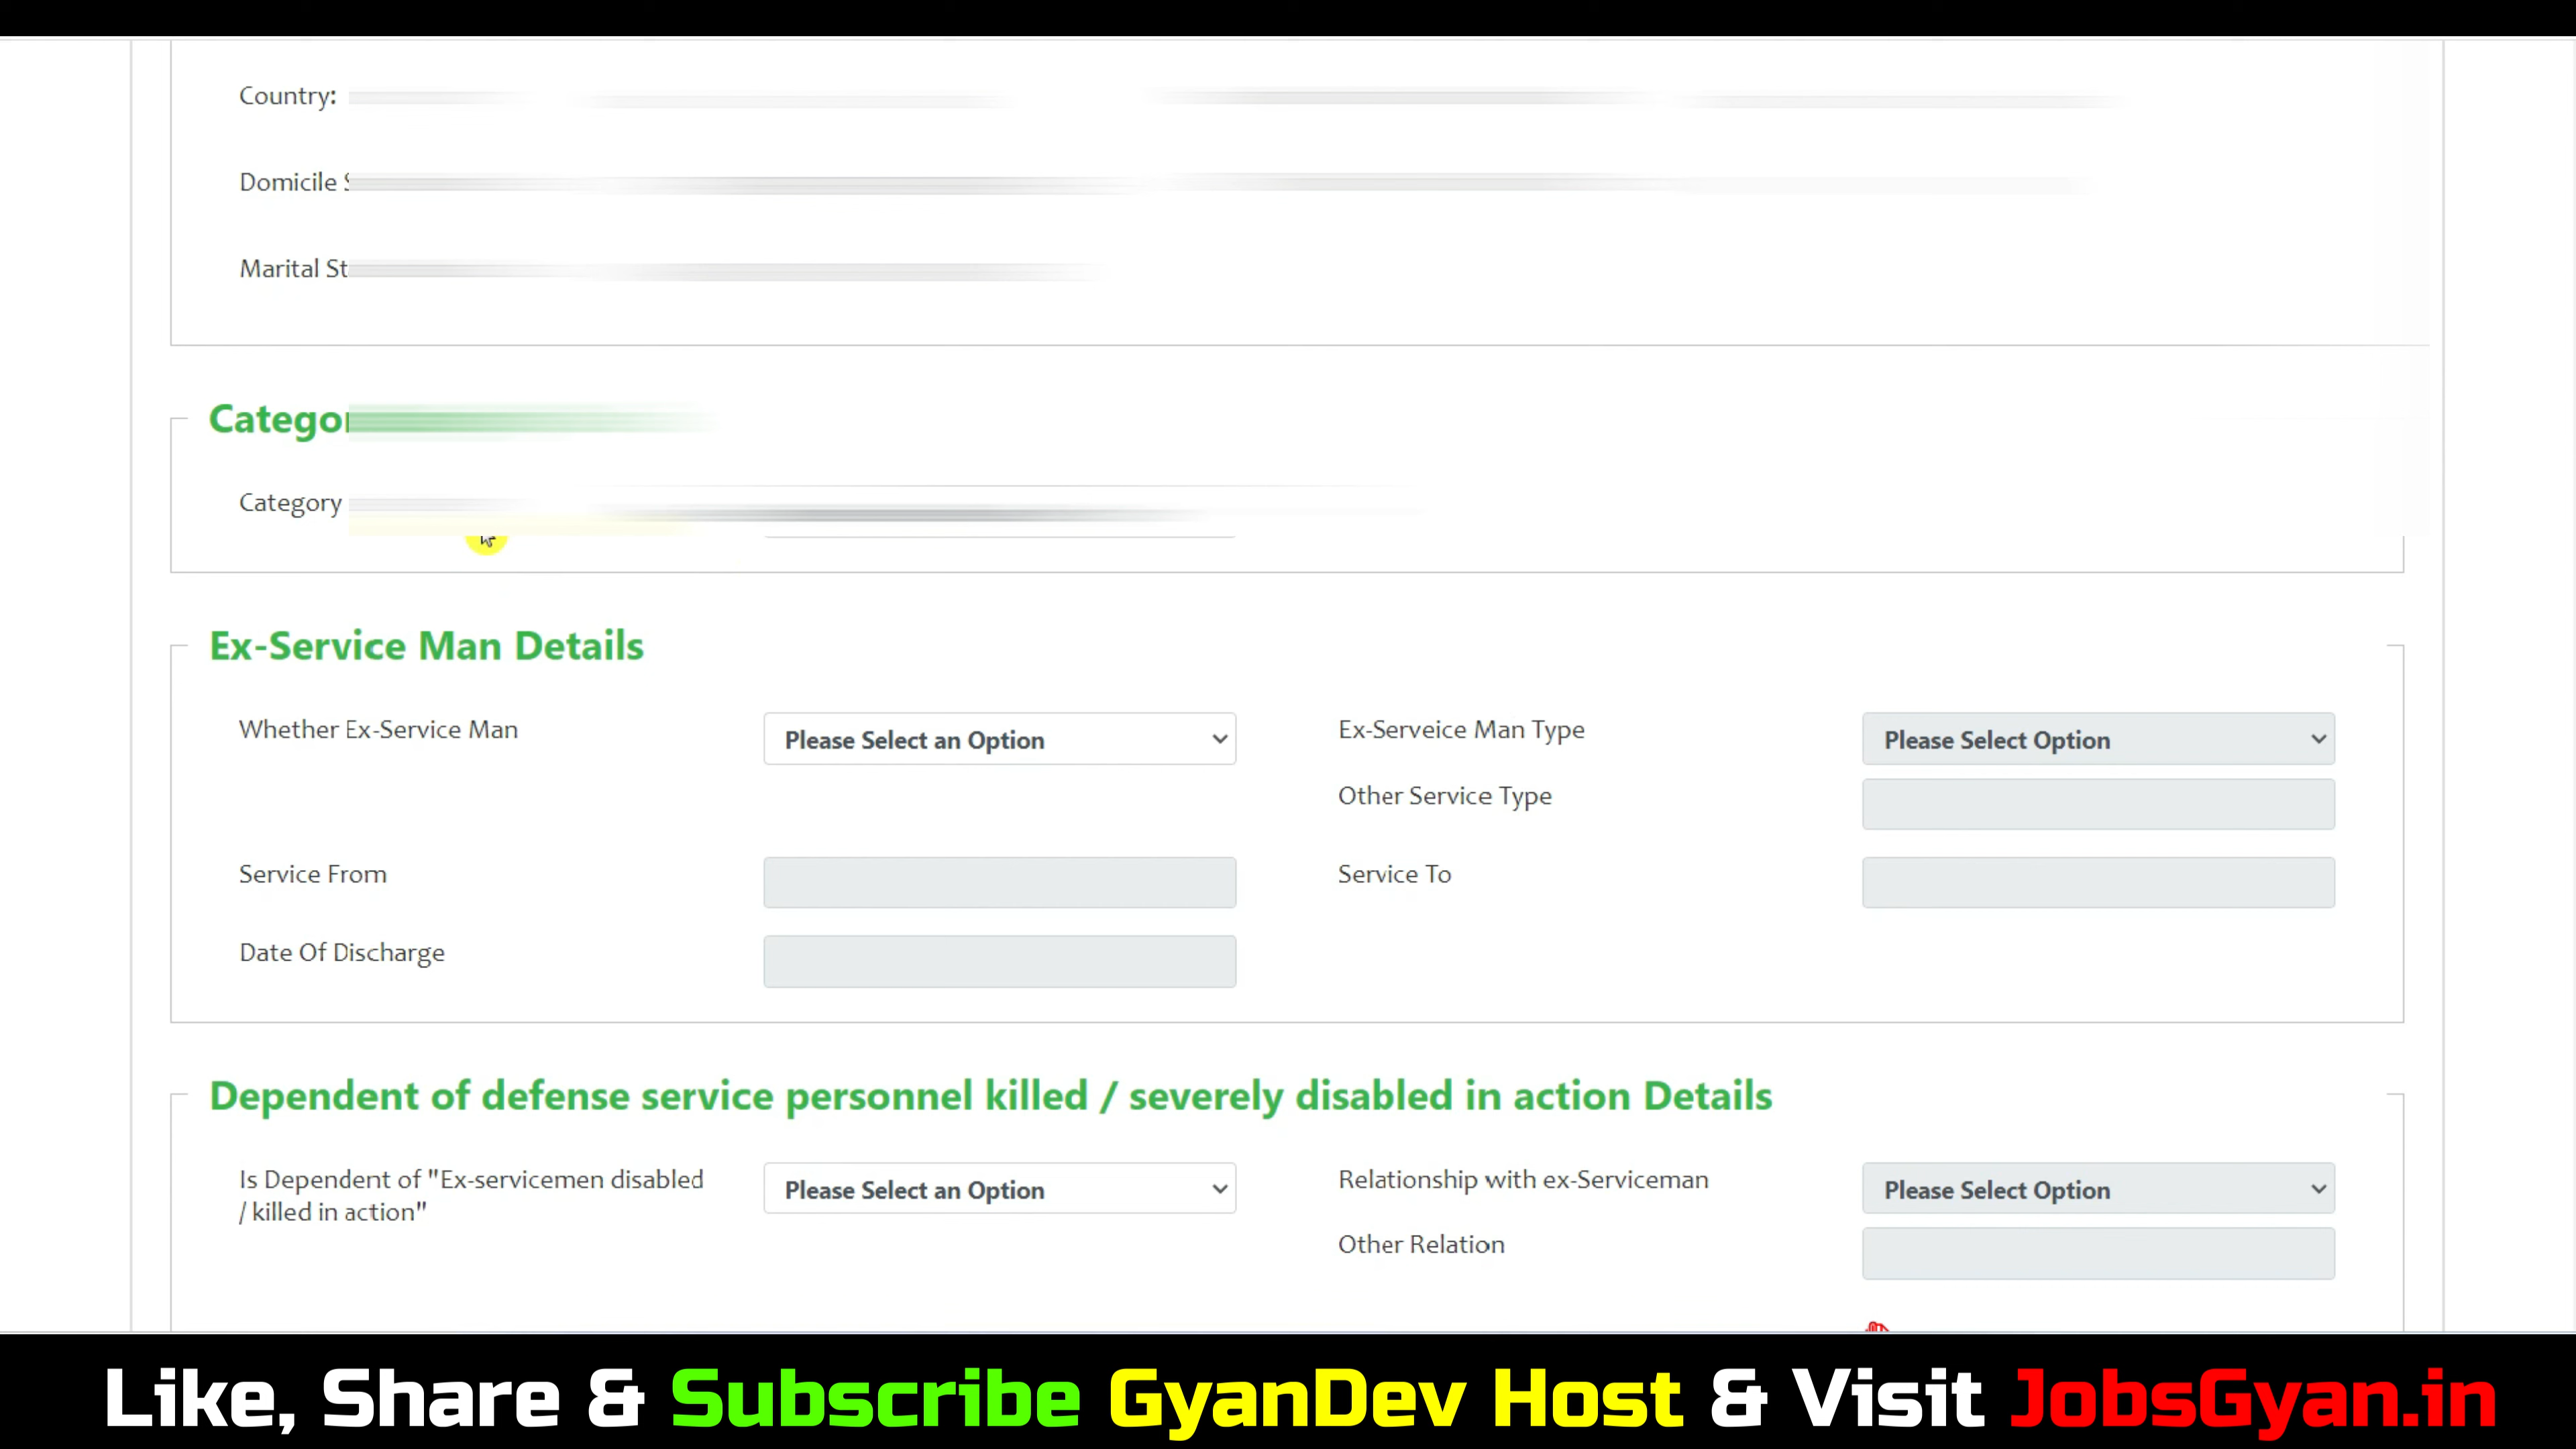 Country:
Domicile
Marital St
Catego
Category
Ex-Service Man Details
Whether Ex-Service Man
Please Select an Option
Ex-Serveice Man Type
Please Select Option
Other Service Type
Service From
Service To
Date Of Discharge
Dependent of defense service personnel killed / severely disabled in action Details
Is Dependent of "Ex-servicemen disabled
/ killed in action"
Please Select an Option
Relationship with ex-Serviceman
Please Select Option
Other Relation
Like, Share & Subscribe GyanDev Host & Visit JobsGyan.in